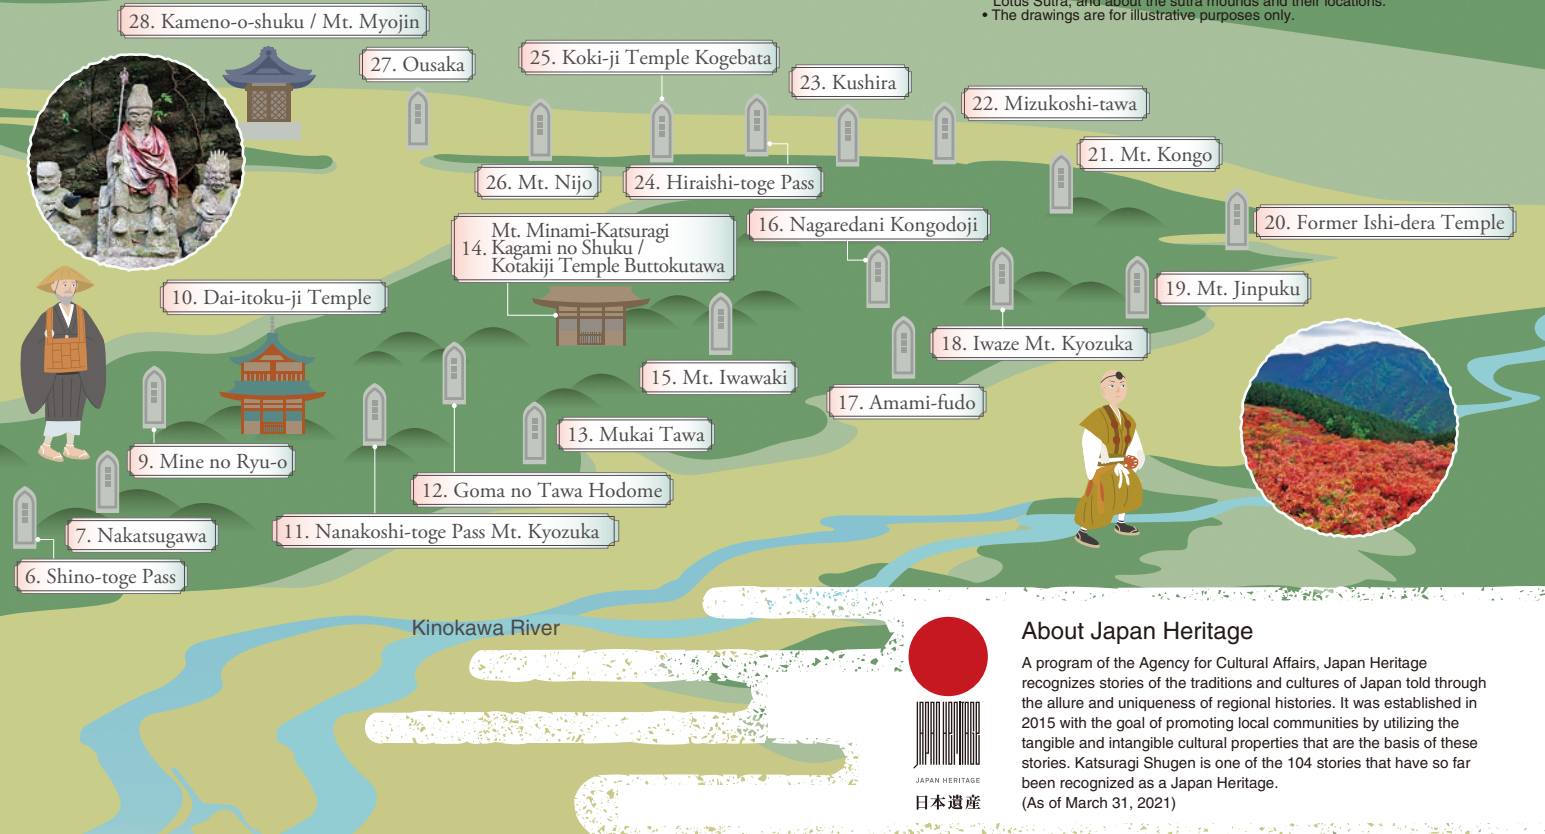 Lotus Sutra, and about the sutra mounds and their locations.
• The drawings are for illustrative purposes only.
28. Kameno-o-shuku / Mt. Myojin
27. Ousaka
25. Koki-ji Temple Kogebata
23. Kushira
22. Mizukoshi-tawa
21. Mt. Kongo
26. Mt. Nijo
24. Hiraishi-toge Pass
20. Former Ishi-dera Temple
16. Nagaredani Kongodoji
14. Mt. Minami-Katsuragi
Kagami no Shuku /
Kotakiji Temple Buttokutawa
10. Dai-itoku-ji Temple
19. Mt. Jinpuku
18. Iwaze Mt. Kyozuka
15. Mt. Iwawaki
17. Amami-fudo
13. Mukai Tawa
9. Mine no Ryu-o
12. Goma no Tawa Hodome
11. Nanakoshi-toge Pass Mt. Kyozuka
7. Nakatsugawa
6. Shino-toge Pass
Kinokawa River
JAPAN HERITAGE
日本遺産
About Japan Heritage
A program of the Agency for Cultural Affairs, Japan Heritage
recognizes stories of the traditions and cultures of Japan told through
the allure and uniqueness of regional histories. It was established in
2015 with the goal of promoting local communities by utilizing the
tangible and intangible cultural properties that are the basis of these
stories. Katsuragi Shugen is one of the 104 stories that have so far
been recognized as a Japan Heritage.
(As of March 31, 2021)